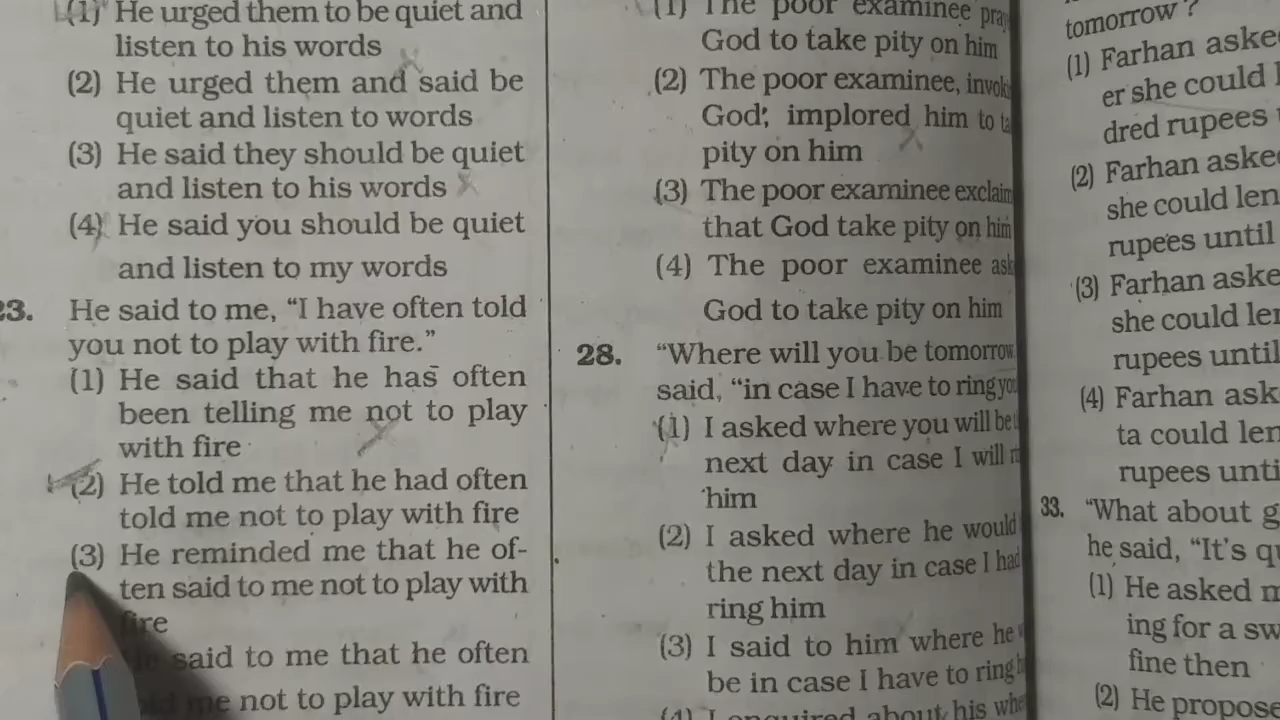 (1) He urged them to be quiet and
listen to his words
(2) He urged them and said be
quiet and listen to words
(3) He said they should be quiet
and listen to his words
(4) He said you should be quiet
and listen to my words
23. He said to me, “I have often told
you not to play with fire.”
(1) He said that he has often
been telling me not to play
with fire
(2) He told me that he had often
told me not to play with fire
(3) He reminded me that he of-
ten said to me not to play with
fire
said to me that he often
me not to play with fire
(1) The poor examinee
God to take pity on him
(2) The poor examinee,
God; implored him to
pity on him
(3) The poor examinee
that God take pity on him
(4) The poor examinee
God to take pity on him
28. “Where will you be tomorrow
said, “in case I have to ring
(1) I asked where you will be
next day in case I will
him
(2) I asked where he would
the next day in case I had
ring him
(3) I said to him where he
be in case I have to ring
(4) I enquired about his
tomorrow ?
(1) Farhan
she could
dred rupees
(2) Farhan
she could
rupees until
(3) Farhan
she could
rupees until
(4) Farhan
ta could
rupees
33. “What about
he said, “It's
(1) He asked
ing for a
fine then
(2) He